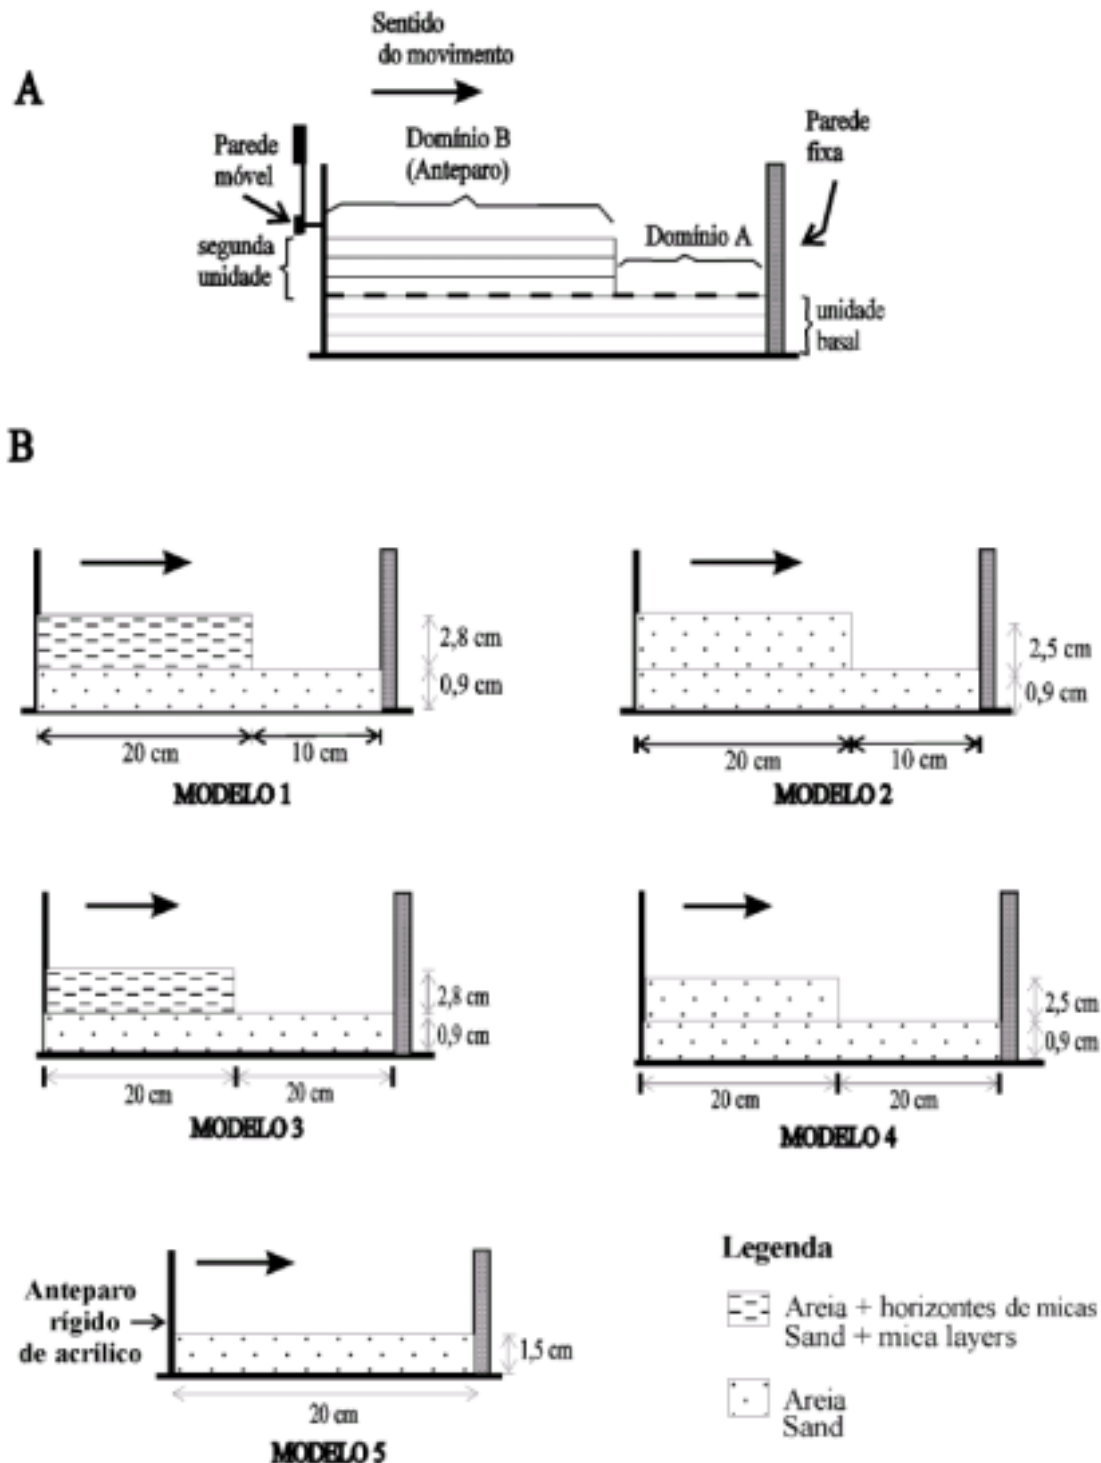 A
Sentido
do movimento
Parede
móvel
Domínio B
(Anteparo)
Parede
fixa
segunda
unidade
Domínio A
unidade
basal
B
2,8 cm
0,9 cm
20 cm
10 cm
MODELO 1
2,5 cm
0,9 cm
20 cm
10 cm
MODELO 2
2,8 cm
0,9 cm
20 cm
20 cm
MODELO 3
2,5 cm
0,9 cm
20 cm
20 cm
MODELO 4
Anteparo
rígido
de acrílico
1,5 cm
20 cm
MODELO 5
Legenda
Areia + horizontes de micas
Sand + mica layers
Areia
Sand